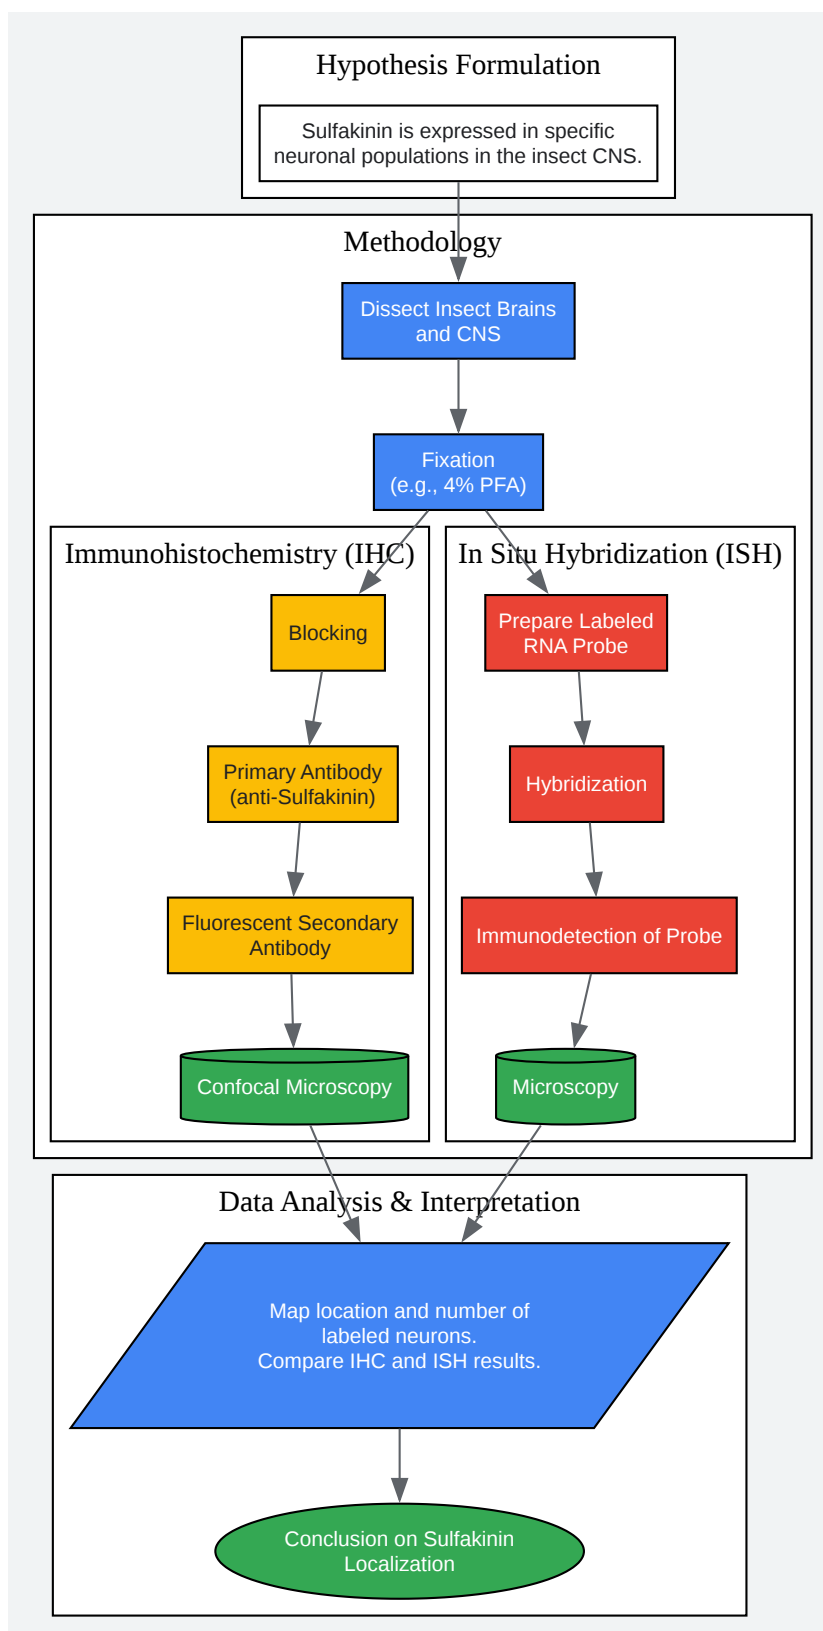 Hypothesis Formulation
Sulfakinin is expressed in specific
neuronal populations in the insect CNS.
Methodology
Dissect Insect Brains
and CNS
Fixation
(e.g., 4% PFA)
Immunohistochemistry (IHC)
Blocking
Primary Antibody
(anti-Sulfakinin)
Fluorescent Secondary
Antibody
Confocal Microscopy
In Situ Hybridization (ISH)
Prepare Labeled
RNA Probe
Hybridization
Immunodetection of Probe
Microscopy
Data Analysis & Interpretation
Map location and number of
labeled neurons.
Compare IHC and ISH results.
Conclusion on Sulfakinin
Localization